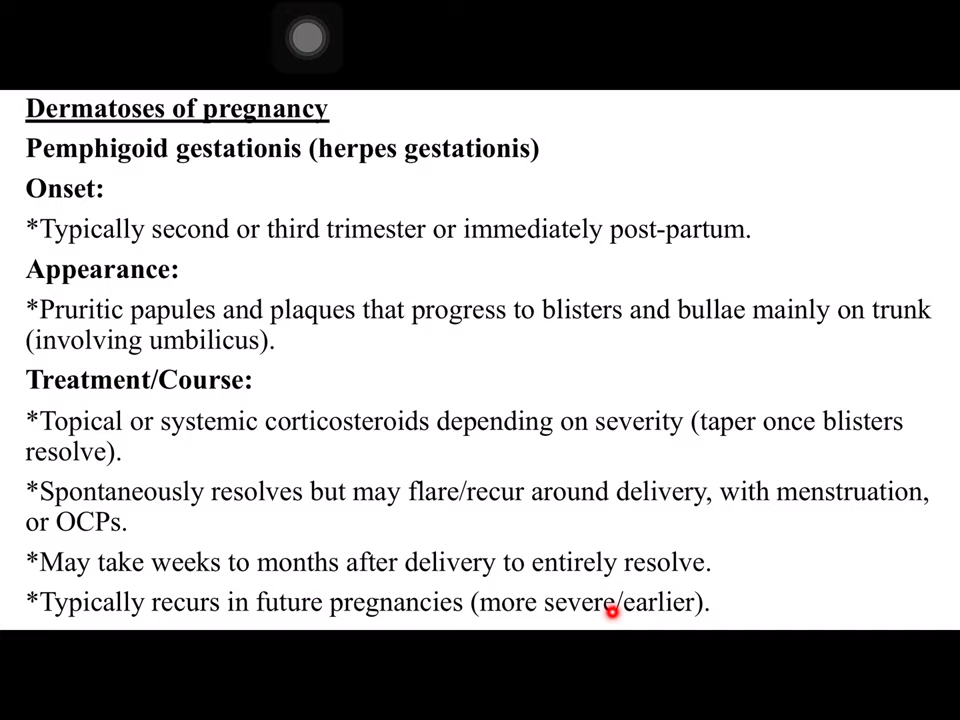 Dermatoses of pregnancy
Pemphigoid gestationis (herpes gestationis)
Onset:
*Typically second or third trimester or immediately post-partum.
Appearance:
*Pruritic papules and plaques that progress to blisters and bullae mainly on trunk
(involving umbilicus).
Treatment/Course:
*Topical or systemic corticosteroids depending on severity (taper once blisters
resolve).
*Spontaneously resolves but may flare/recur around delivery, with menstruation,
or OCPs.
*May take weeks to months after delivery to entirely resolve.
*Typically recurs in future pregnancies (more severe/earlier).